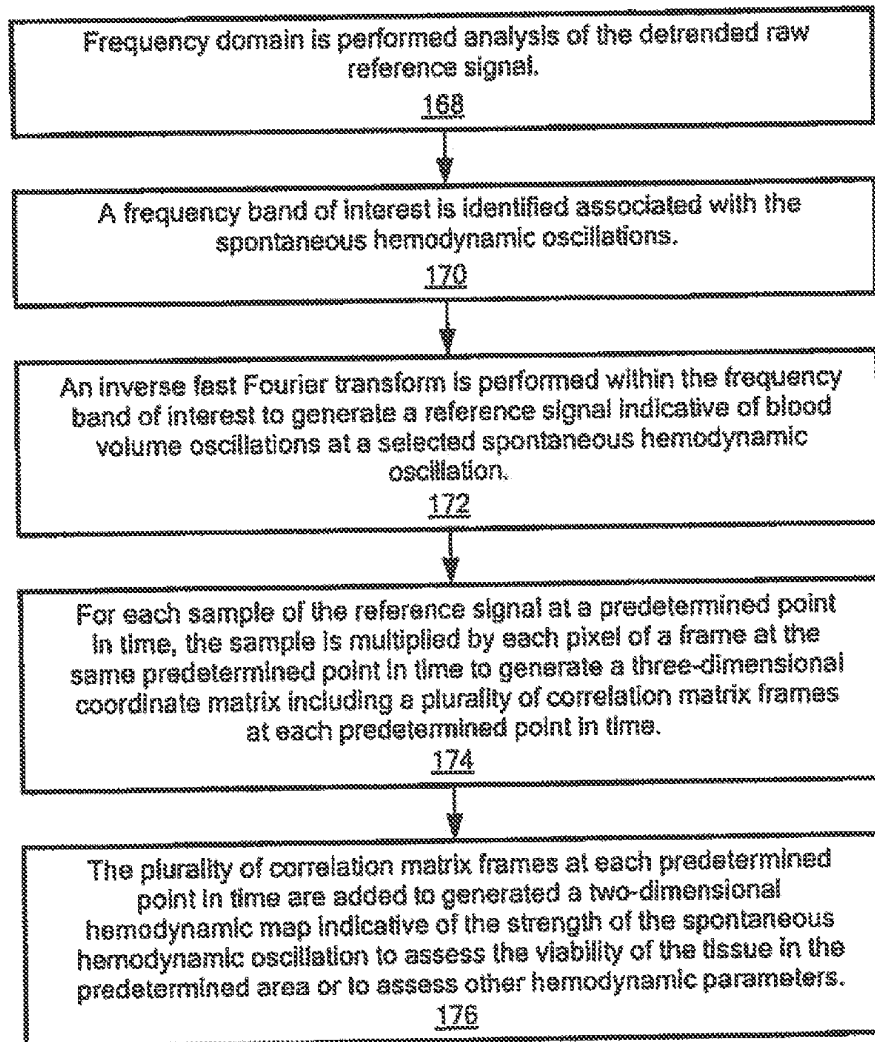 Frequency domain is performed analysis of the detrended raw
reference signal.
168
A frequency band of interest is identified associated with the
spontaneous hemodynamic oscillations.
170
An inverse fast Fourier transform is performed within the frequency
band of interest to generate a reference signal indicative of blood
volume oscillations at a selected spontaneous hemodynamic
oscillation.
172
For each sample of the reference signal at a predetermined point
in time, the sample is multiplied by each pixel of a frame at the
same predetermined point in time to generate a three-dimensional
coordinate matrix including a plurality of correlation matrix frames
at each predetermined point in time.
174
The plurality of correlation matrix frames at each predetermined
point in time are added to generated a two-dimensional
hemodynamic map indicative of the strength of the spontaneous
hemodynamic oscillation to assess the viability of the tissue in the
predetermined area or to assess other hemodynamic parameters.
176